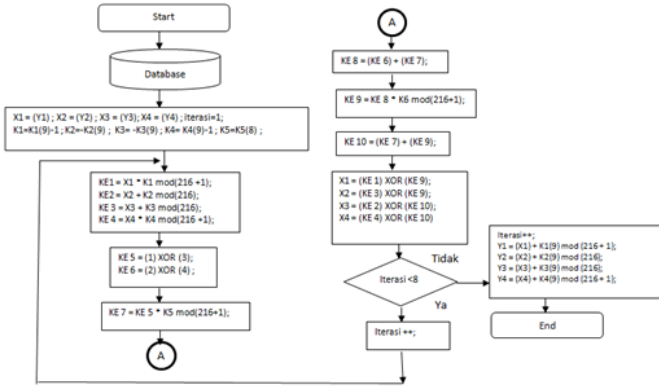 Start
Database
X1 = (Y1) ; X2 = (Y2) ; X3 = (Y3); X4 = (Y4) ; iterasi=1;
K1=K1(9)-1 ; K2=-K2(9) ; K3= -K3(9) ; K4= K4(9)-1 ; K5=K5(8) ;
KE1 = X1 * K1 mod(216 +1);
KE2 = X2 + K2 mod(216);
KE 3 = X3 + K3 mod(216);
KE 4 = X4 * K4 mod(216 +1);
KE 5 = (1) XOR (3);
KE 6 = (2) XOR (4) ;
KE 7 = KE 5 * K5 mod(216+1);
A
A
KE 8 = (KE 6) + (KE 7);
KE 9 = KE 8 * K6 mod(216+1);
KE 10 = (KE 7) + (KE 9);
X1 = (KE 1) XOR (KE 9);
X2 = (KE 3) XOR (KE 9);
X3 = (KE 2) XOR (KE 10);
X4 = (KE 4) XOR (KE 10)
Iterasi <8
Tidak
Ya
Iterasi ++;
Iterasi++;
Y1 = (X1) + K1(9) mod (216 + 1);
Y2 = (X2) + K2(9) mod (216);
Y3 = (X3) + K3(9) mod (216);
Y4 = (X4) + K4(9) mod (216 + 1);
End